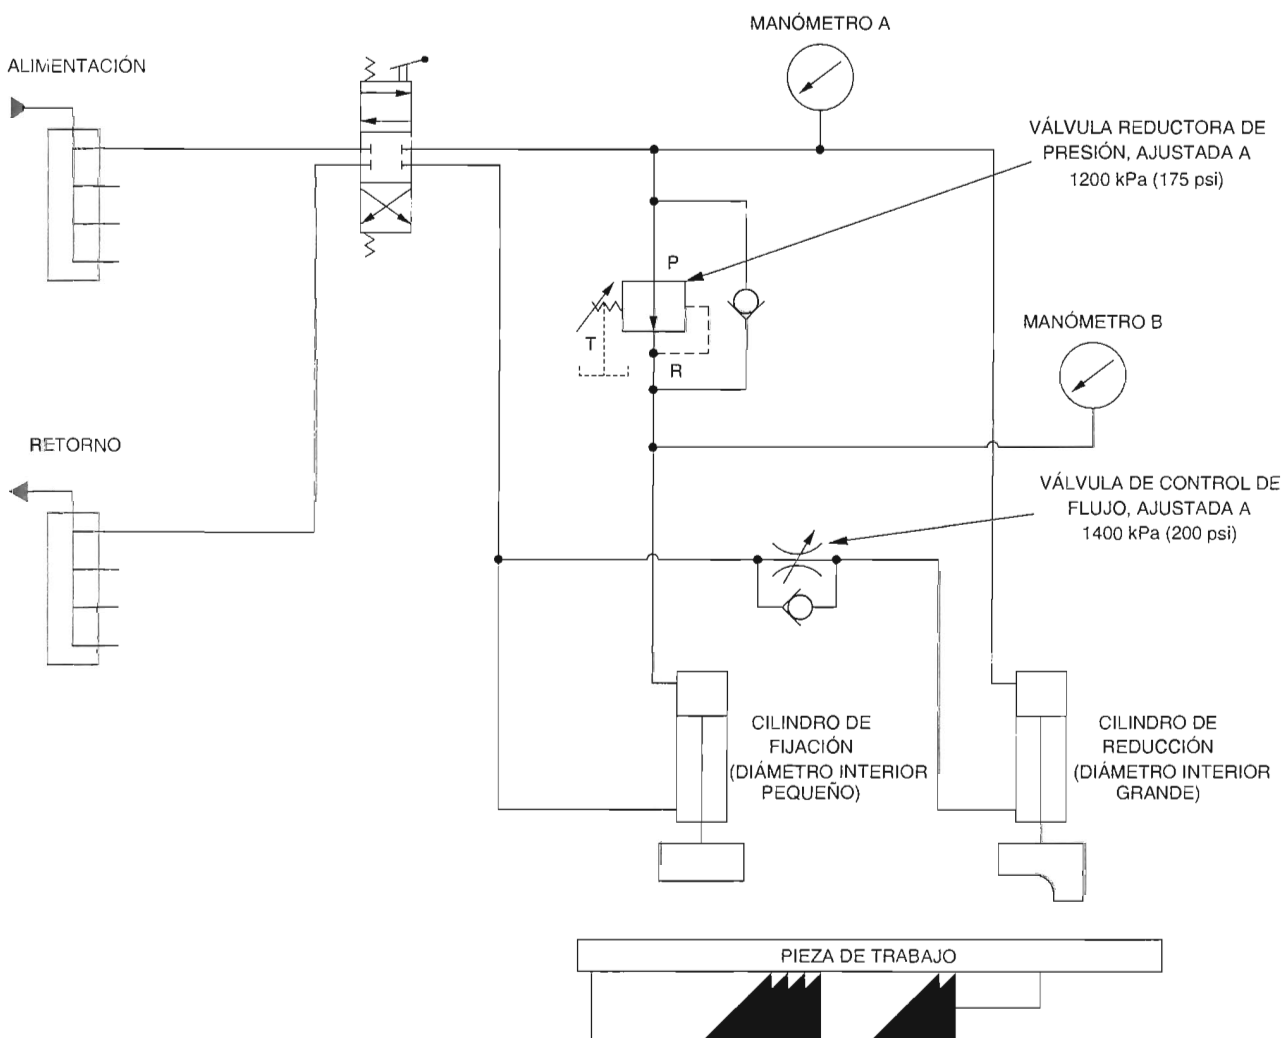 MANÓMETRO A
ALIMENTACIÓN
VÁLVULA REDUCTORA DE
PRESIÓN, AJUSTADA A
1200 kPa (175 psi)
P
T
R
MANÓMETRO B
RETORNO
VÁLVULA DE CONTROL DE
FLUJO, AJUSTADA A
1400 kPa (200 psi)
CILINDRO DE
FIJACIÓN
(DIÁMETRO INTERIOR
PEQUEÑO)
CILINDRO DE
REDUCCIÓN
(DIÁMETRO INTERIOR
GRANDE)
PIEZA DE TRABAJO